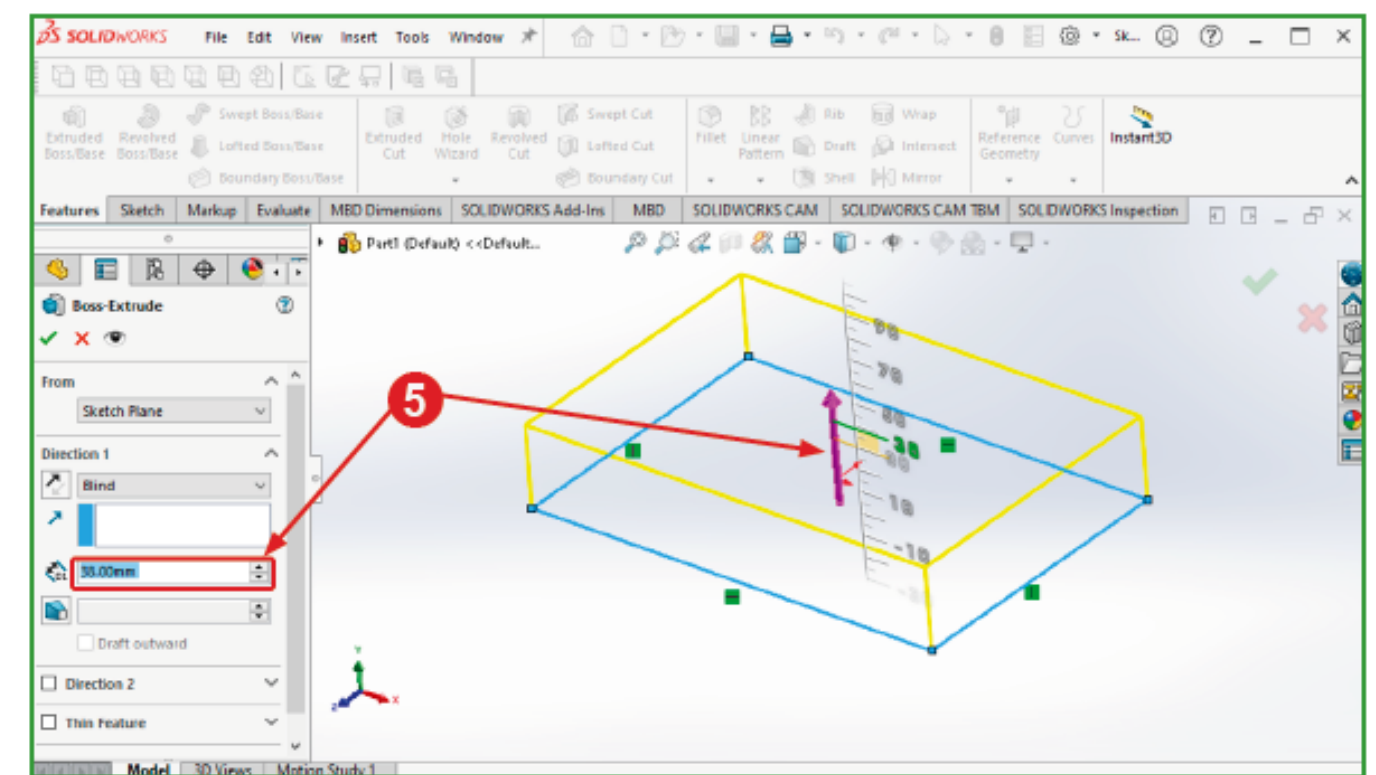 SOLIDWORKS File Edit View Insert Tools Window Sk...
Swept Boss/Base Swept Cut Rib Wrap
Extruded Boss/Base Revolved Boss/Base Lofted Boss/Base Extruded Cut Hole Wizard Revolved Cut Lofted Cut Fillet Linear Pattern Draft Intersect Reference Geometry Curves Instant3D
Boundary Boss/Base Boundary Cut Shell Mirror
Features Sketch Markup Evaluate MBD Dimensions SOLIDWORKS Add-Ins MBD SOLIDWORKS CAM SOLIDWORKS CAM TBM SOLIDWORKS Inspection
Part1 (Default) <<Default...
Boss-Extrude
From
Sketch Plane
5
Direction 1
Blind
38.00mm
Draft outward
Direction 2
Thin Feature
70
10
-10
Y
X
Z
Model 3D Views Motion Study 1